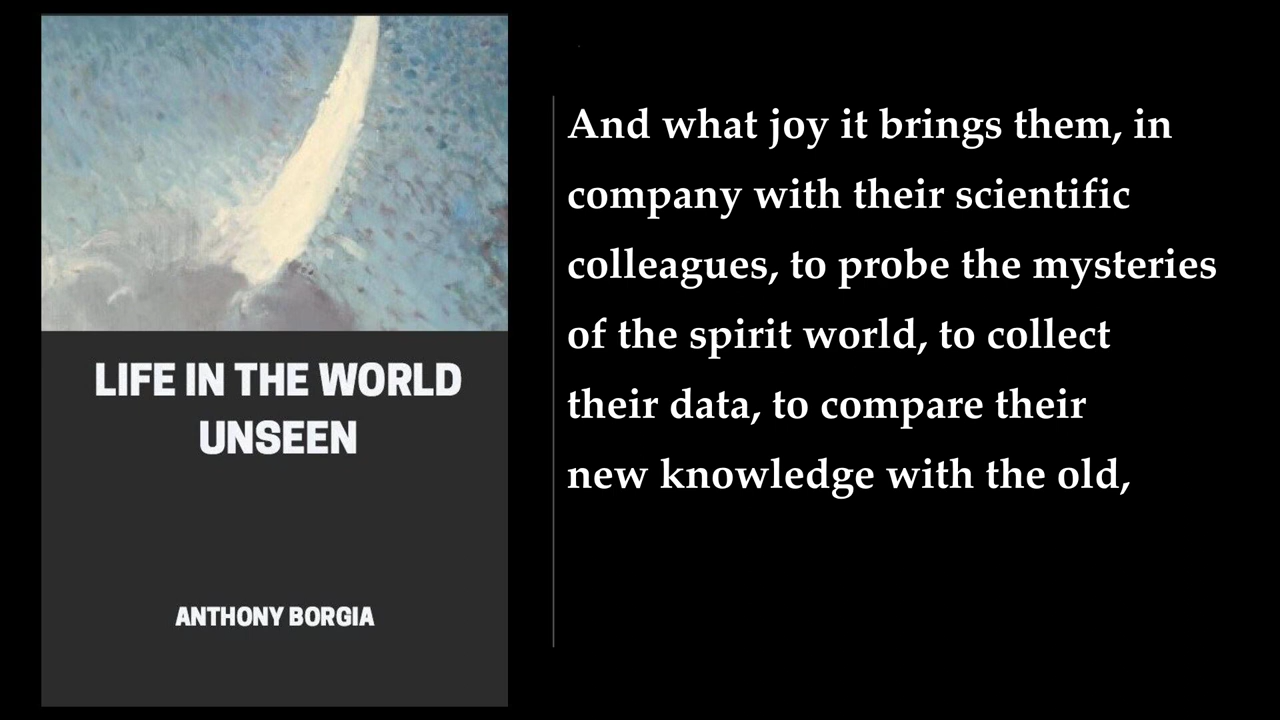 LIFE IN THE WORLD
UNSEEN
ANTHONY BORGIA
And what joy it brings them, in
company with their scientific
colleagues, to probe the mysteries
of the spirit world, to collect
their data, to compare their
new knowledge with the old,